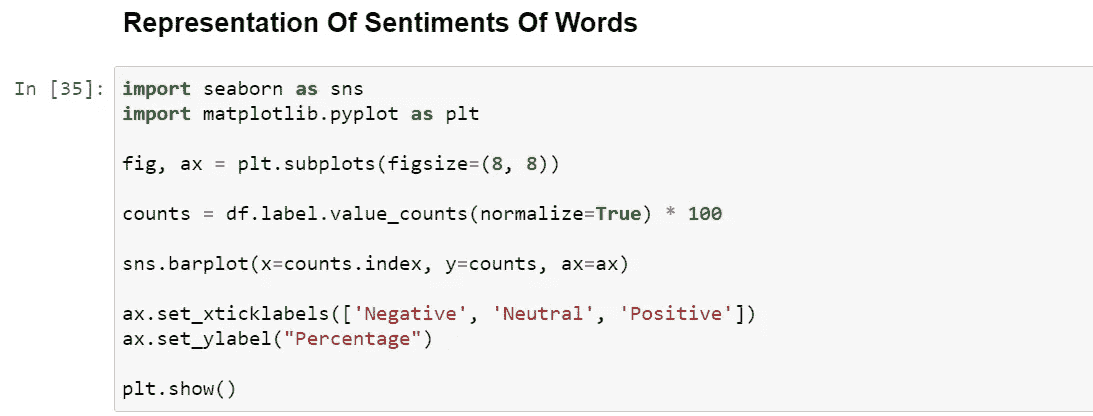 Representation Of Sentiments Of Words
In [35]:
import seaborn as sns
import matplotlib.pyplot as plt
fig, ax = plt.subplots(figsize=(8, 8))
counts = df.label.value_counts(normalize=True) * 100
sns.barplot(x=counts.index, y=counts, ax=ax)
ax.set_xticklabels(['Negative', 'Neutral', 'Positive'])
ax.set_ylabel("Percentage")
plt.show()